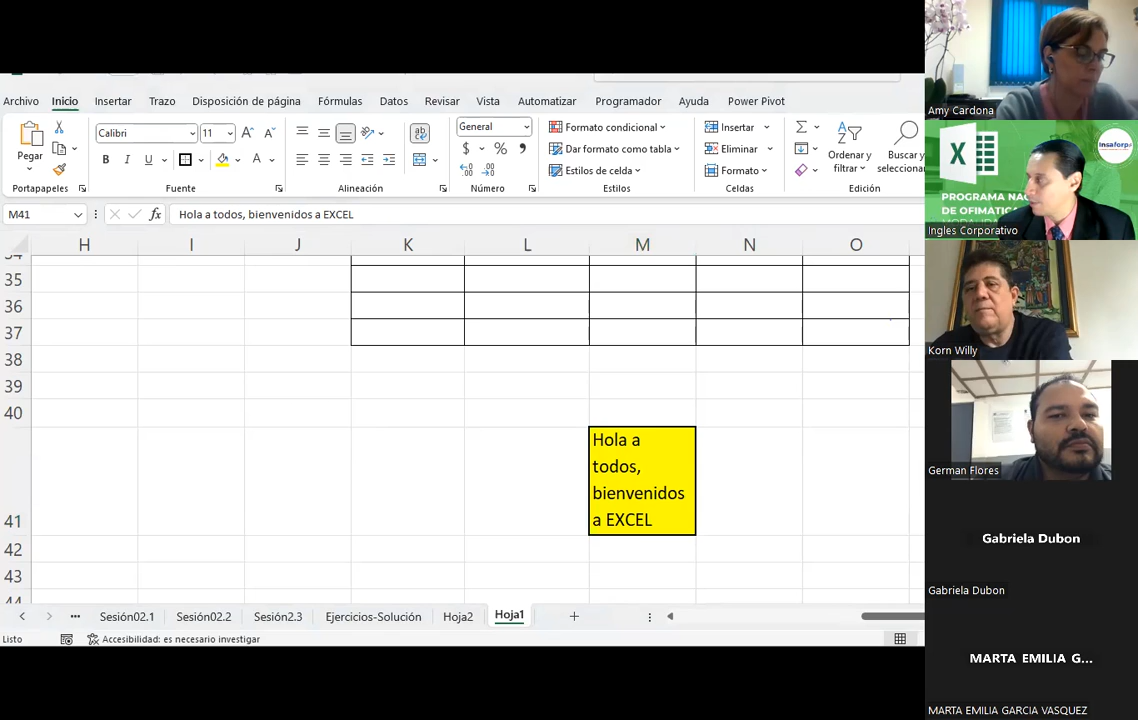 Archivo Inicio Insertar Trazo Disposición de página Fórmulas Datos Revisar Vista Automatizar Programador Ayuda Power Pivot
Pegar
Calibri 11
General
Formato condicional
Dar formato como tabla
Estilos de celda
Insertar
Eliminar
Formato
Ordenar y
filtrar
Buscar y
seleccionar
Portapapeles Fuente Alineación Número Estilos Celdas Edición
M41 fx Hola a todos, bienvenidos a EXCEL
H I J K L M N O
35
36
37
38
39
40
41
42
43
44
Hola a
todos,
bienvenidos
a EXCEL
Sesión02.1 Sesión02.2 Sesión2.3 Ejercicios-Solución Hoja2 Hoja1
Listo Accesibilidad: es necesario investigar
Amy Cardona
insaforp
PROGRAMA NAC
DE OFIMATICA
Ingles Corporativo
Korn Willy
German Flores
Gabriela Dubon
Gabriela Dubon
MARTA EMILIA G...
MARTA EMILIA GARCIA VASQUEZ